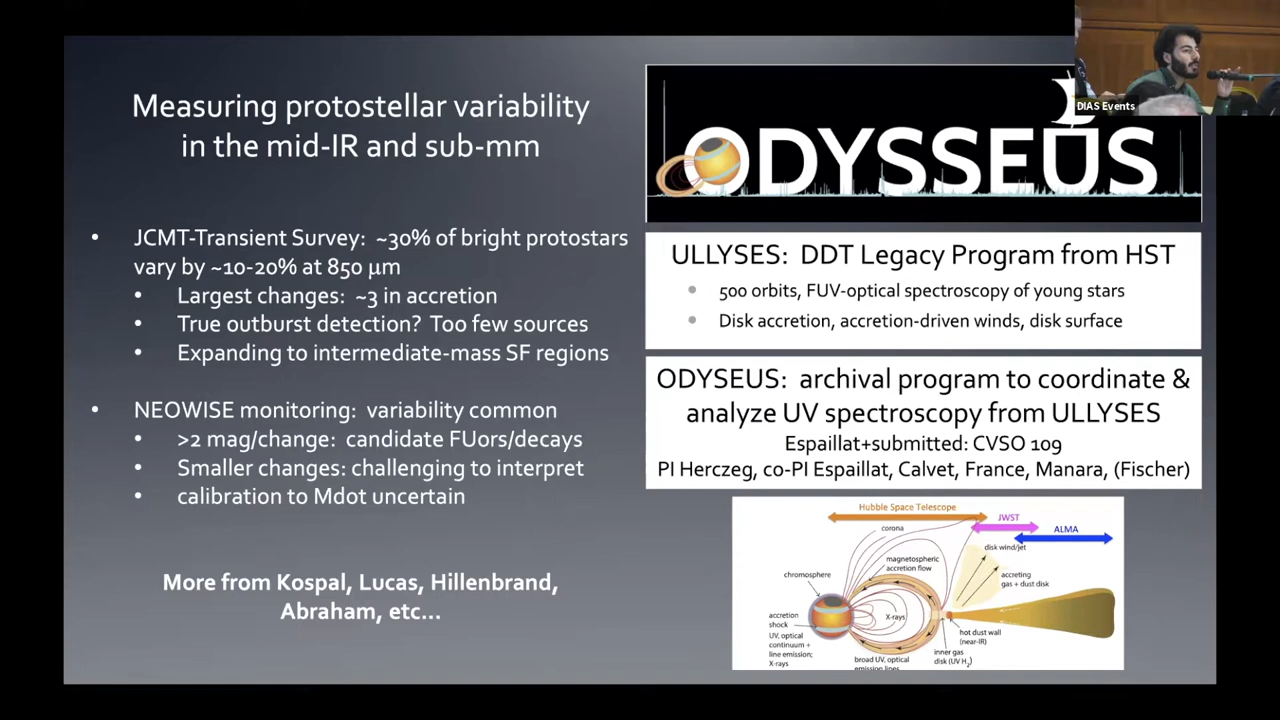 Measuring protostellar variability
in the mid-IR and sub-mm
• JCMT-Transient Survey: ~30% of bright protostars
vary by ~10-20% at 850 μm
• Largest changes: ~3 in accretion
• True outburst detection? Too few sources
• Expanding to intermediate-mass SF regions
• NEOWISE monitoring: variability common
• >2 mag/change: candidate FUors/decays
• Smaller changes: challenging to interpret
• calibration to Mdot uncertain
More from Kospal, Lucas, Hillenbrand,
Abraham, etc...
DIAS Events
ODYSSEUS
ULLYSES: DDT Legacy Program from HST
• 500 orbits, FUV-optical spectroscopy of young stars
• Disk accretion, accretion-driven winds, disk surface
ODYSEUS: archival program to coordinate &
analyze UV spectroscopy from ULLYSES
Espaillat+submitted: CVSO 109
PI Herczeg, co-PI Espaillat, Calvet, France, Manara, (Fischer)
Hubble Space Telescope
JWST
ALMA
corona
disk wind/jet
magnetospheric
accretion flow
chromosphere
accreting
gas + dust disk
accretion
shock
UV, optical
continuum +
line emission;
X-rays
X-rays
hot dust wall
(near-IR)
inner gas
disk (UV H2)
broad UV, optical
emission lines